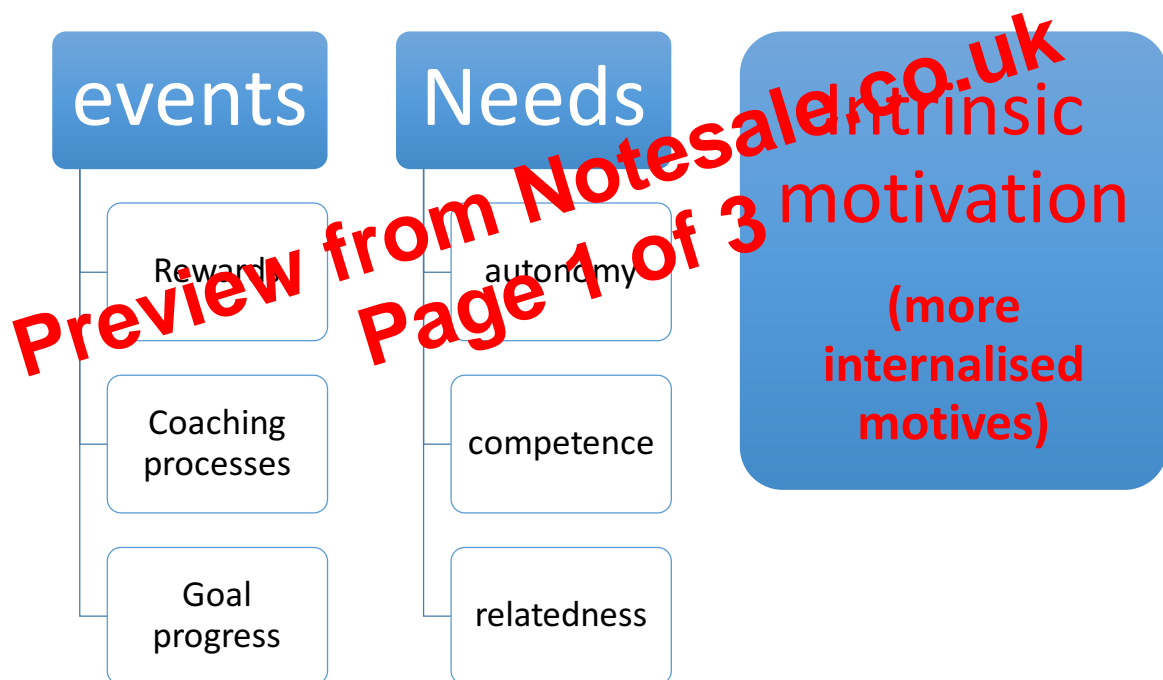 events
Rewards
Coaching
processes
Goal
progress
Needs
autonomy
competence
relatedness
Intrinsic
motivation
(more
internalised
motives)
Preview from Notesale.co.uk
Page 1 of 3